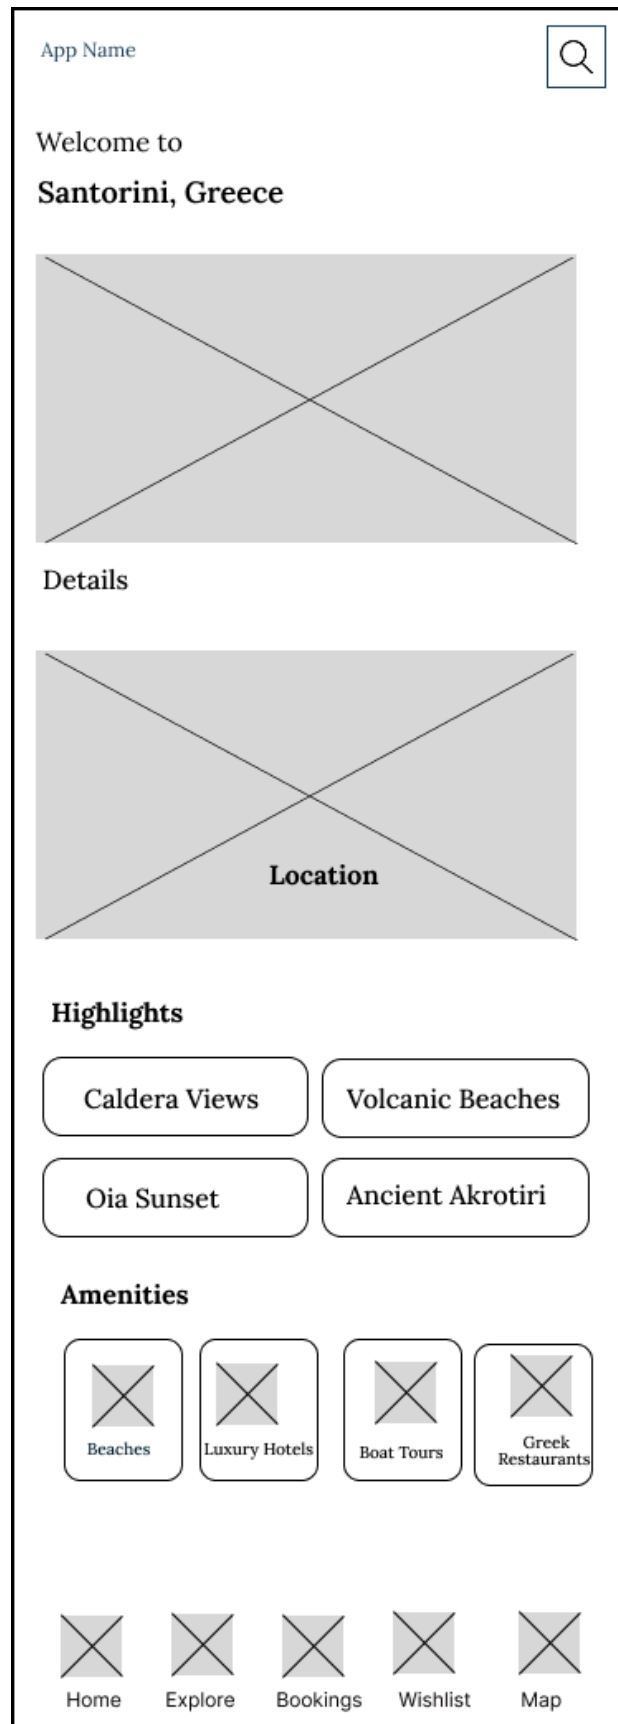 App Name
Welcome to
Santorini, Greece
Details
Location
Highlights
Caldera Views
Volcanic Beaches
Oia Sunset
Ancient Akrotiri
Amenities
Beaches
Luxury Hotels
Boat Tours
Greek
Restaurants
Home
Explore
Bookings
Wishlist
Map